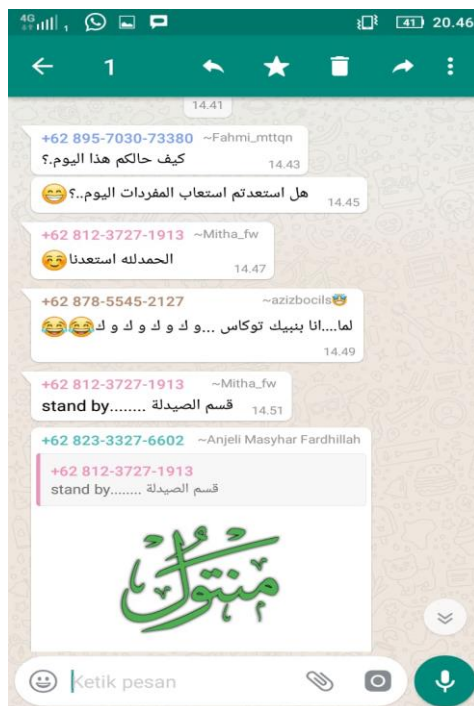 4G 1 41 20.46
1
14.41
+62 895-7030-73380 ~Fahmi_mttqn
كيف حالكم هذا اليوم.؟
14.43
هل استعدتم استعاب المفردات اليوم..؟😁
14.45
+62 812-3727-1913 ~Mitha_fw
الحمدلله استعدنا😊
14.47
+62 878-5545-2127 ~azizbocils😇
لما....انا بنبيك توكاس ...و ك و ك و ك و ك😂😂
14.49
+62 812-3727-1913 ~Mitha_fw
قسم الصيدلة ........stand by
14.51
+62 823-3327-6602 ~Anjeli Masyhar Fardhillah
+62 812-3727-1913
قسم الصيدلة ........stand by
Ketik pesan